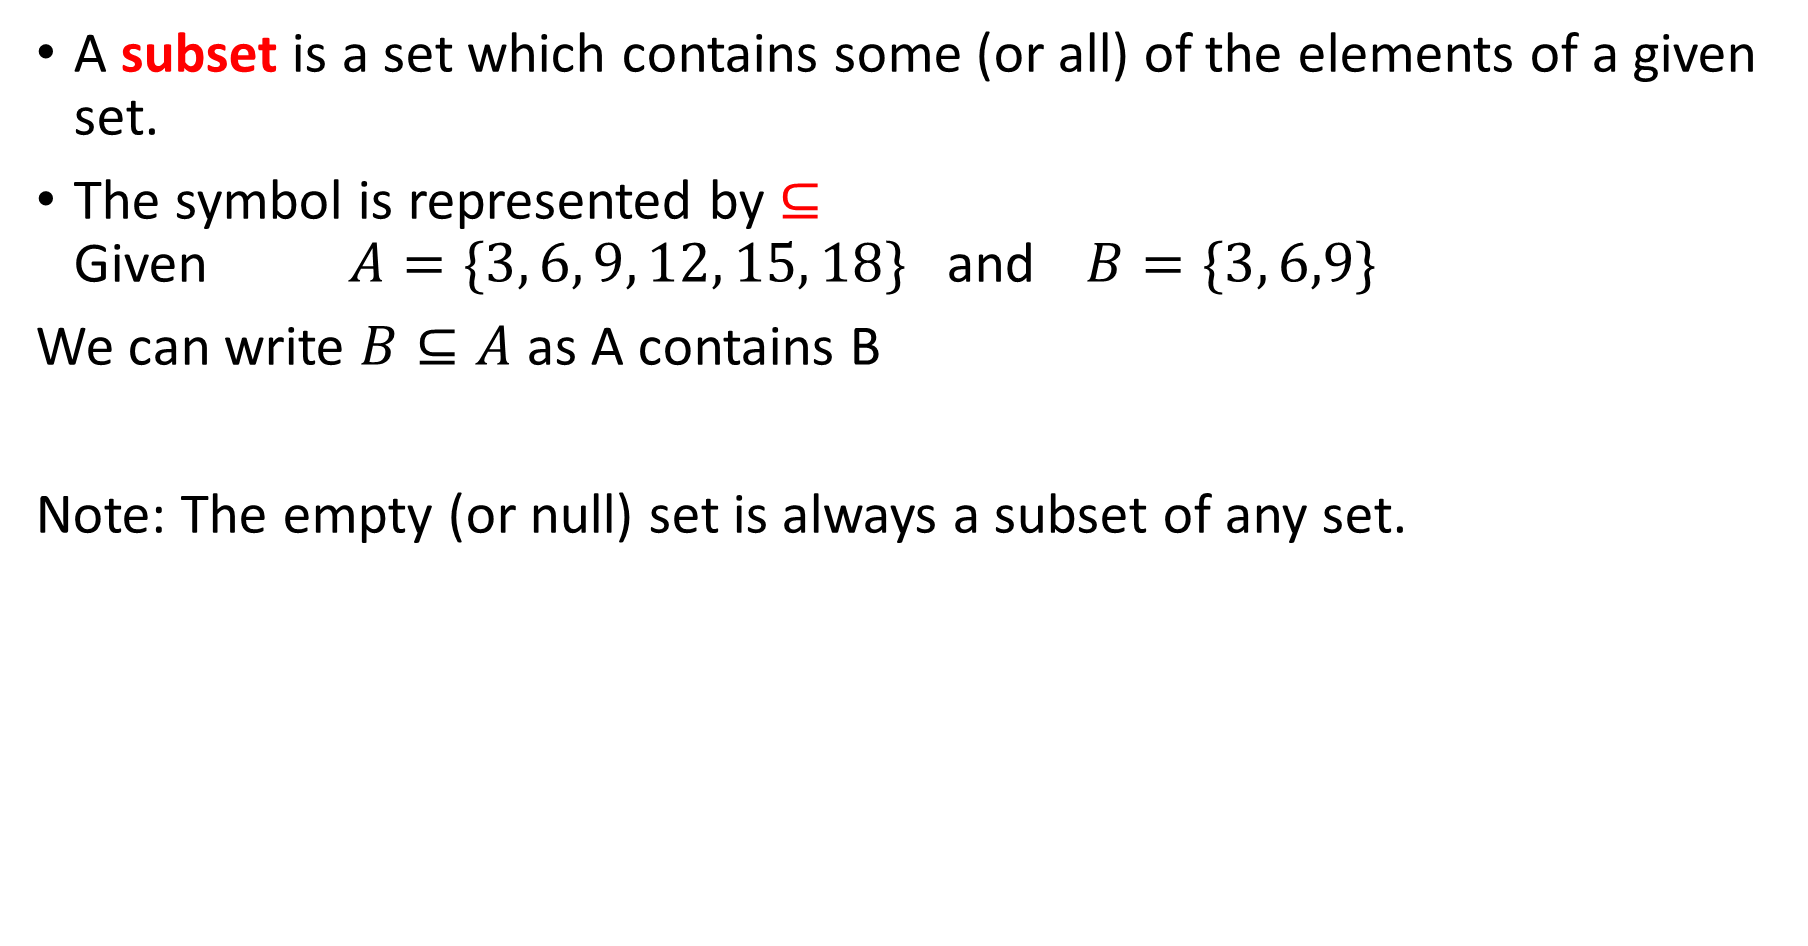 • A subset is a set which contains some (or all) of the elements of a given
set.
• The symbol is represented by ⊆
Given A = {3, 6, 9, 12, 15, 18} and B = {3, 6,9}
We can write B ⊆ A as A contains B
Note: The empty (or null) set is always a subset of any set.